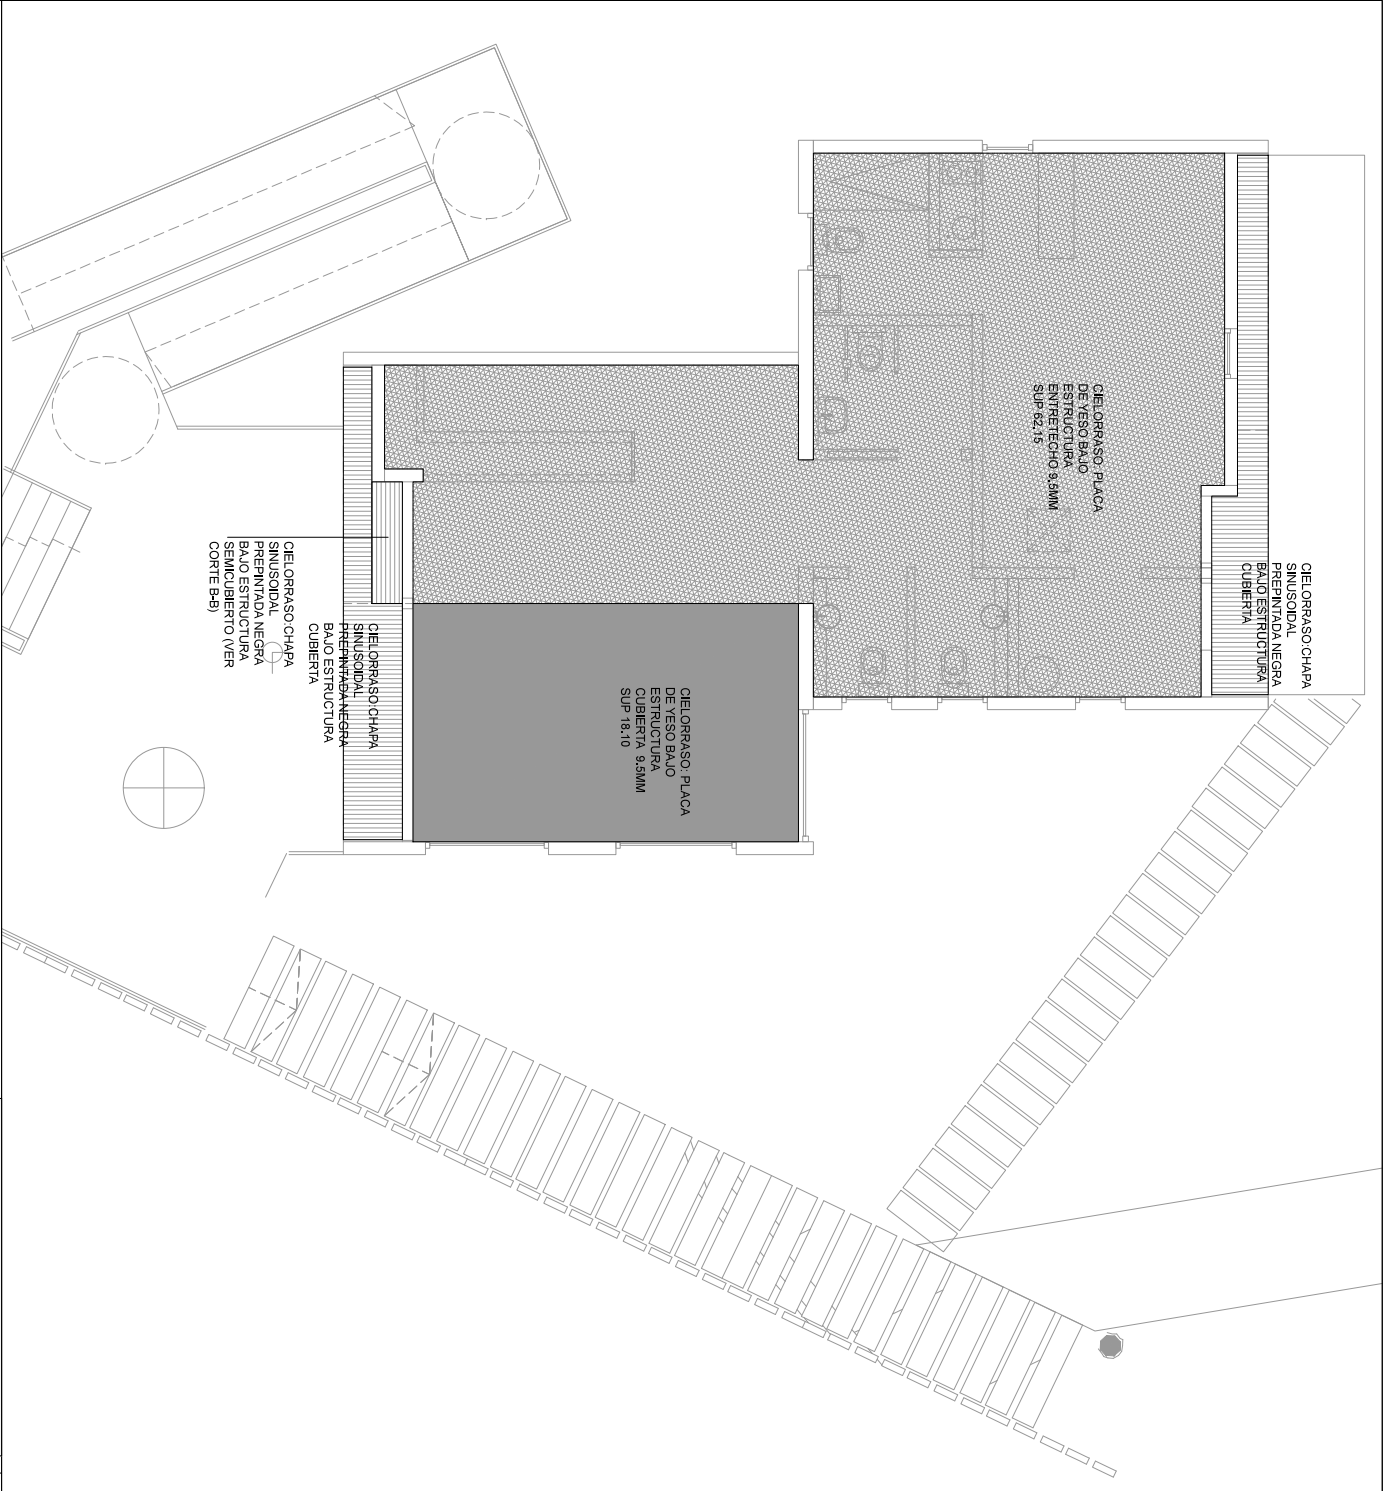 CIELORRASO: PLACA
DE YESO BAJO
ESTRUCTURA
ENTRETECHO 9.5MM
SUP 62.15
CIELORRASO:CHAPA
SINUSOIDAL
PREPINTADA NEGRA
BAJO ESTRUCTURA
CUBIERTA
CIELORRASO: PLACA
DE YESO BAJO
ESTRUCTURA
CUBIERTA 9.5MM
SUP 18.10
CIELORRASO:CHAPA
SINUSOIDAL
PREPINTADA NEGRA
BAJO ESTRUCTURA
CUBIERTA
CIELORRASO:CHAPA
SINUSOIDAL
PREPINTADA NEGRA
BAJO ESTRUCTURA
SEMICUBIERTO (VER
CORTE B-B)